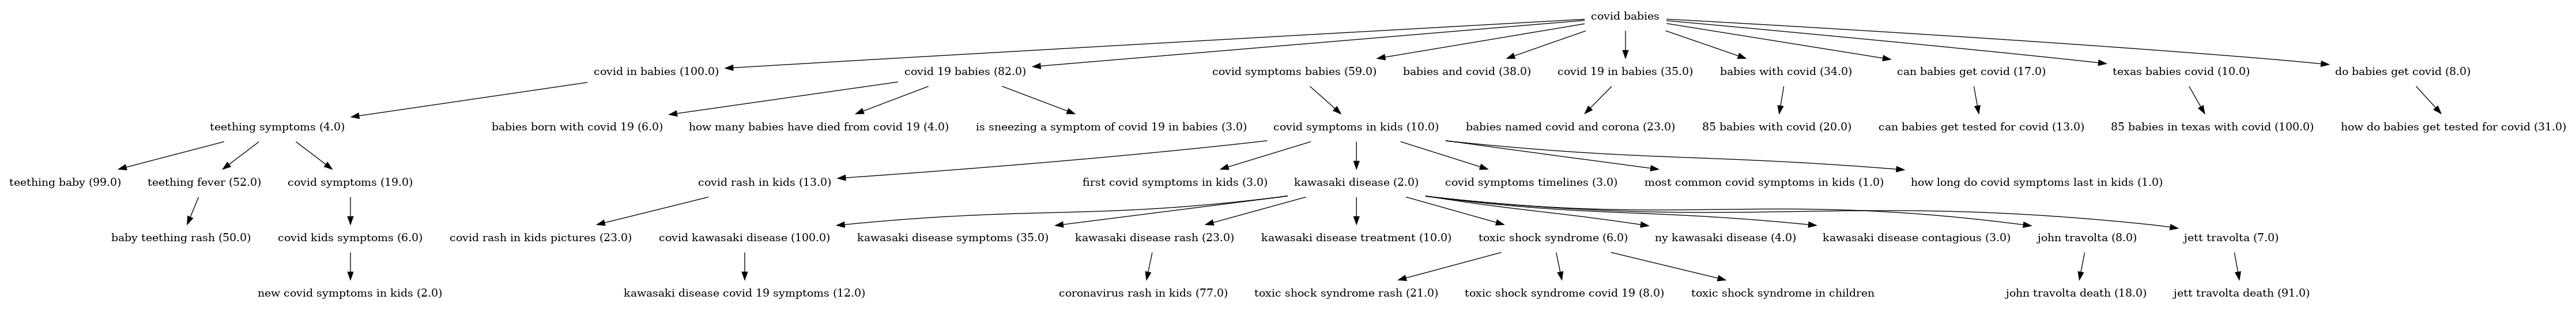 covid babies
covid in babies (100.0)
covid 19 babies (82.0)
covid symptoms babies (59.0)
babies and covid (38.0)
covid 19 in babies (35.0)
babies with covid (34.0)
can babies get covid (17.0)
texas babies covid (10.0)
do babies get covid (8.0)
teething symptoms (4.0)
babies born with covid 19 (6.0)
how many babies have died from covid 19 (4.0)
is sneezing a symptom of covid 19 in babies (3.0)
covid symptoms in kids (10.0)
babies named covid and corona (23.0)
85 babies with covid (20.0)
can babies get tested for covid (13.0)
85 babies in texas with covid (100.0)
how do babies get tested for covid (31.0)
teething baby (99.0)
teething fever (52.0)
covid symptoms (19.0)
covid rash in kids (13.0)
first covid symptoms in kids (3.0)
kawasaki disease (2.0)
covid symptoms timelines (3.0)
most common covid symptoms in kids (1.0)
how long do covid symptoms last in kids (1.0)
baby teething rash (50.0)
covid kids symptoms (6.0)
covid rash in kids pictures (23.0)
covid kawasaki disease (100.0)
kawasaki disease symptoms (35.0)
kawasaki disease rash (23.0)
kawasaki disease treatment (10.0)
toxic shock syndrome (6.0)
ny kawasaki disease (4.0)
kawasaki disease contagious (3.0)
john travolta (8.0)
jett travolta (7.0)
new covid symptoms in kids (2.0)
kawasaki disease covid 19 symptoms (12.0)
coronavirus rash in kids (77.0)
toxic shock syndrome rash (21.0)
toxic shock syndrome covid 19 (8.0)
toxic shock syndrome in children
john travolta death (18.0)
jett travolta death (91.0)